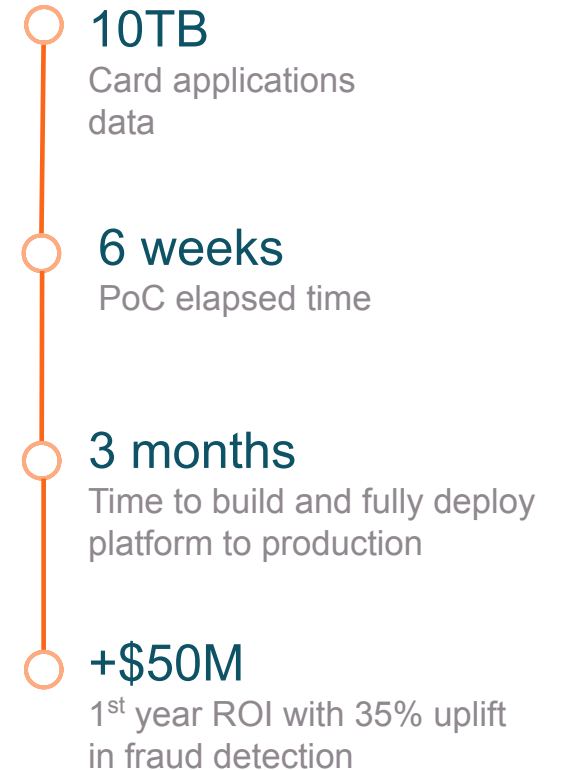 10TB
Card applications
data
6 weeks
PoC elapsed time
3 months
Time to build and fully deploy
platform to production
+$50M
1st year ROI with 35% uplift
in fraud detection